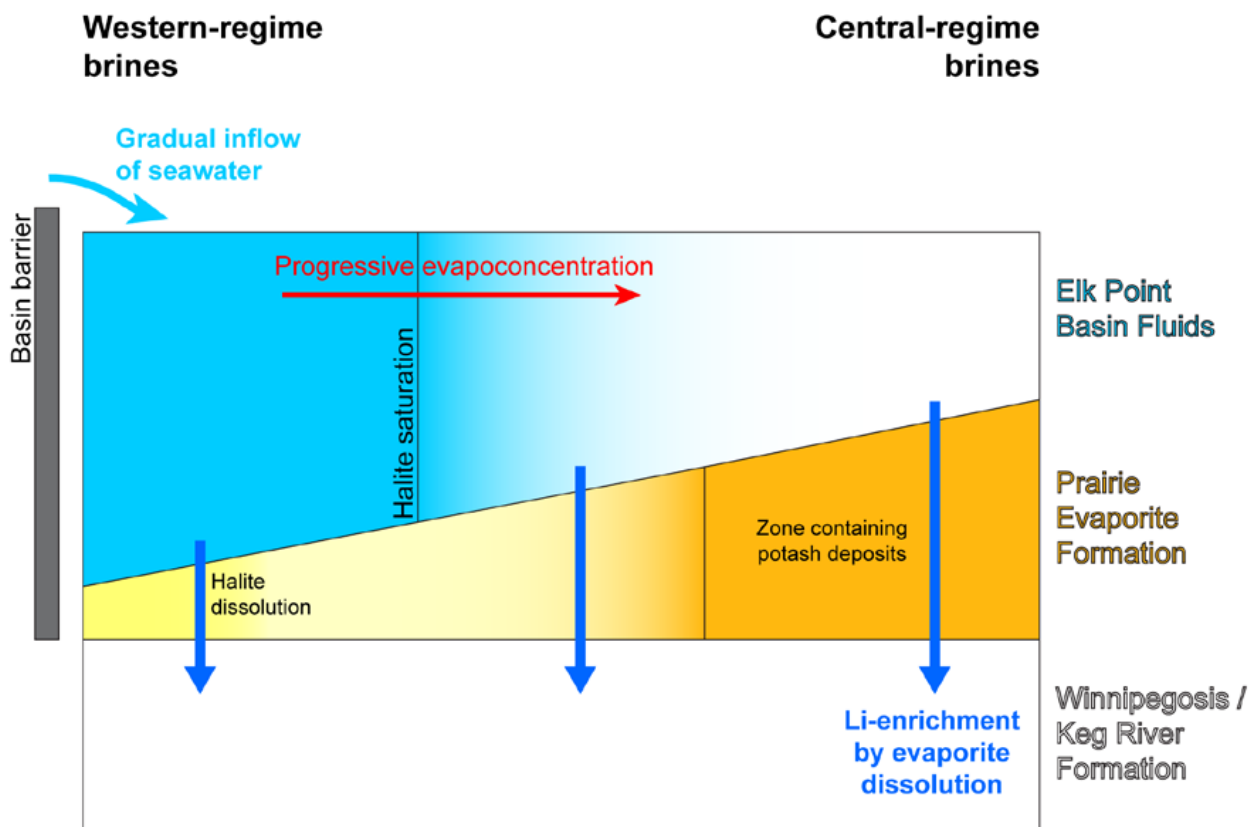 Western-regime
brines
Central-regime
brines
Gradual inflow
of seawater
Basin barrier
Progressive evapoconcentration
Halite saturation
Elk Point
Basin Fluids
Halite
dissolution
Zone containing
potash deposits
Prairie
Evaporite
Formation
Li-enrichment
by evaporite
dissolution
Winnipegosis /
Keg River
Formation